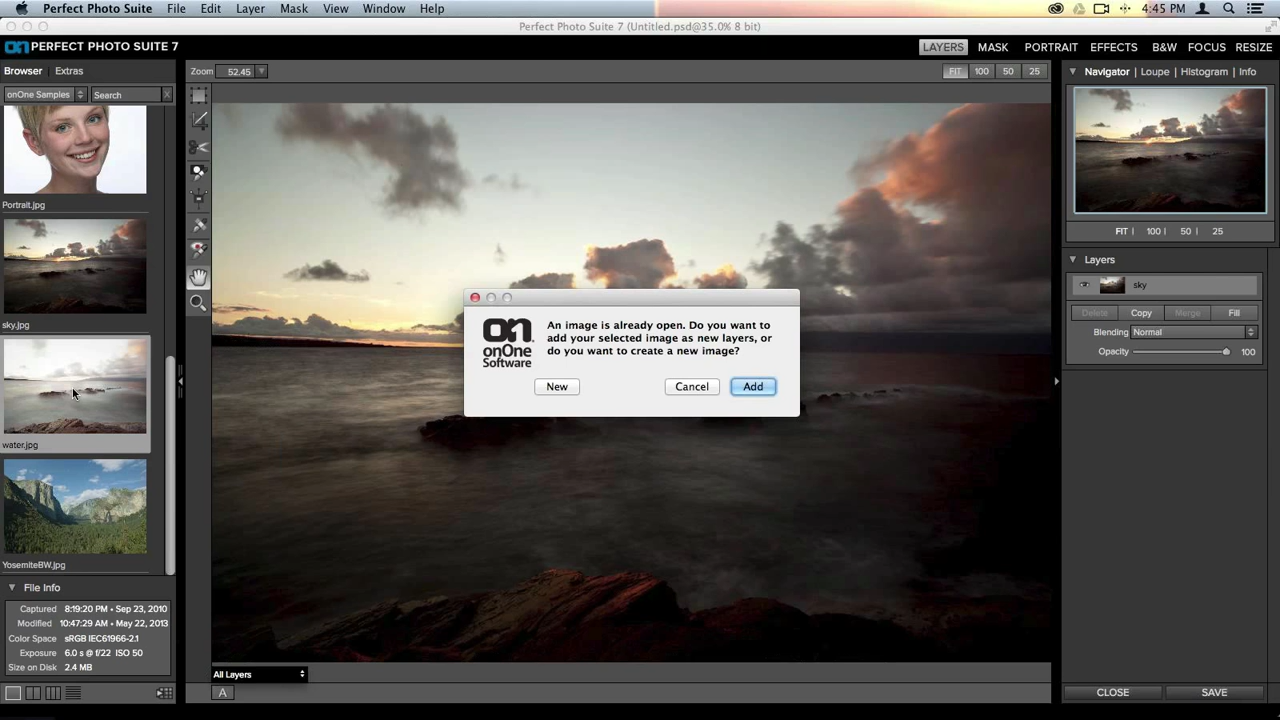 Perfect Photo Suite File Edit Layer Mask View Window Help 4:45 PM
Perfect Photo Suite 7 (Untitled.psd@35.0% 8 bit)
on PERFECT PHOTO SUITE 7 LAYERS MASK PORTRAIT EFFECTS B&W FOCUS RESIZE
Browser Extras Zoom 52.45 FIT 100 50 25 Navigator | Loupe | Histogram | Info
onOne Samples Search X
Portrait.jpg
FIT | 100 | 50 | 25
Layers
sky
Delete Copy Merge Fill
Blending Normal
Opacity 100
sky.jpg
An image is already open. Do you want to
add your selected image as new layers, or
do you want to create a new image?
on
onOne
Software
New Cancel Add
water.jpg
YosemiteBW.jpg
File Info
Captured 8:19:20 PM • Sep 23, 2010
Modified 10:47:29 AM • May 22, 2013
Color Space sRGB IEC61966-2.1
Exposure 6.0 s @ f/22 ISO 50
Size on Disk 2.4 MB
All Layers
A
CLOSE SAVE